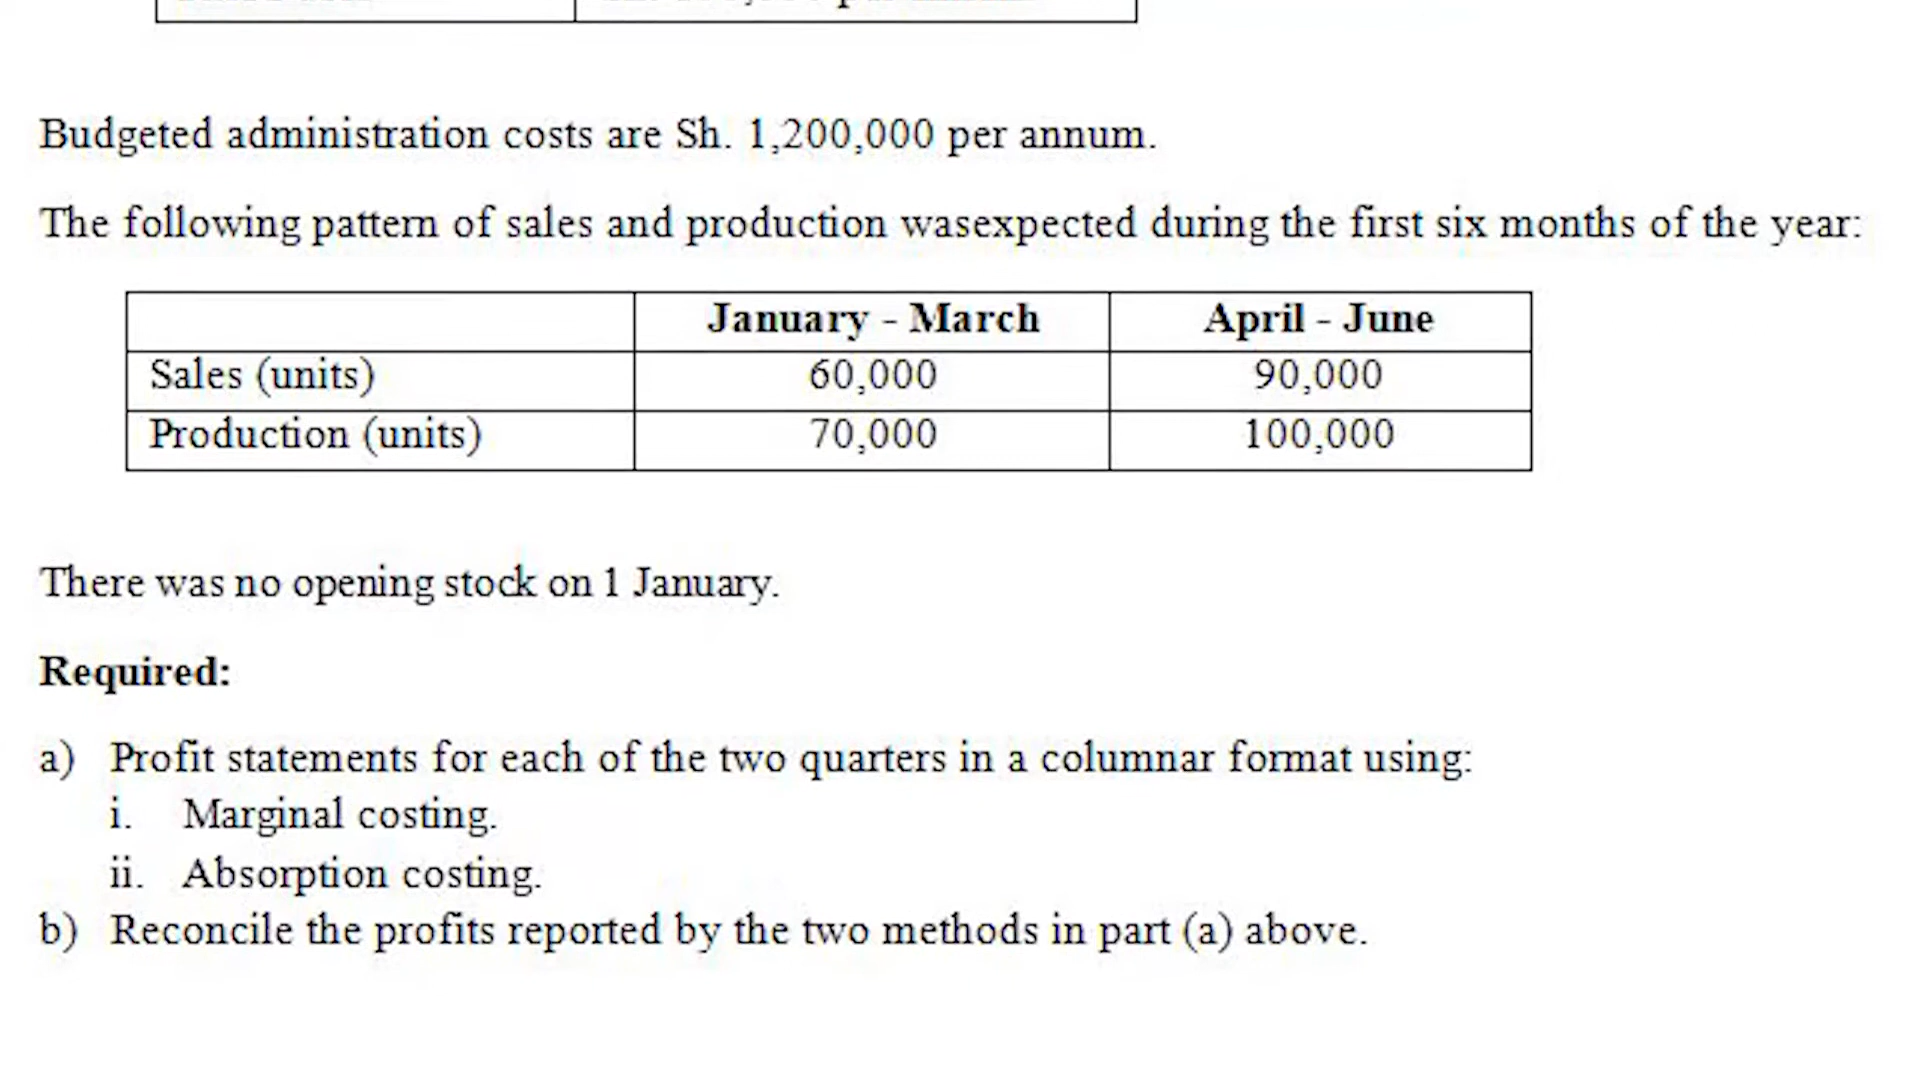 Budgeted administration costs are Sh. 1,200,000 per annum.
The following pattern of sales and production wasexpected during the first six months of the year:
January - March April - June
Sales (units) 60,000 90,000
Production (units) 70,000 100,000
There was no opening stock on 1 January.
Required:
a) Profit statements for each of the two quarters in a columnar format using:
i. Marginal costing.
ii. Absorption costing.
b) Reconcile the profits reported by the two methods in part (a) above.